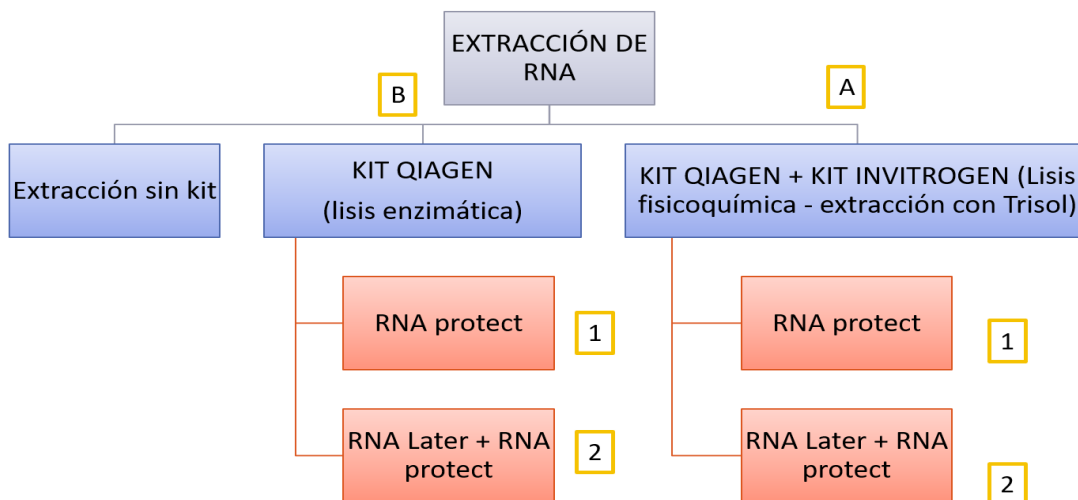 EXTRACCIÓN DE
RNA
B
A
Extracción sin kit
KIT QIAGEN
(lisis enzimática)
KIT QIAGEN + KIT INVITROGEN (Lisis
fisicoquímica - extracción con Trisol)
RNA protect
1
RNA protect
1
RNA Later + RNA
protect
2
RNA Later + RNA
protect
2